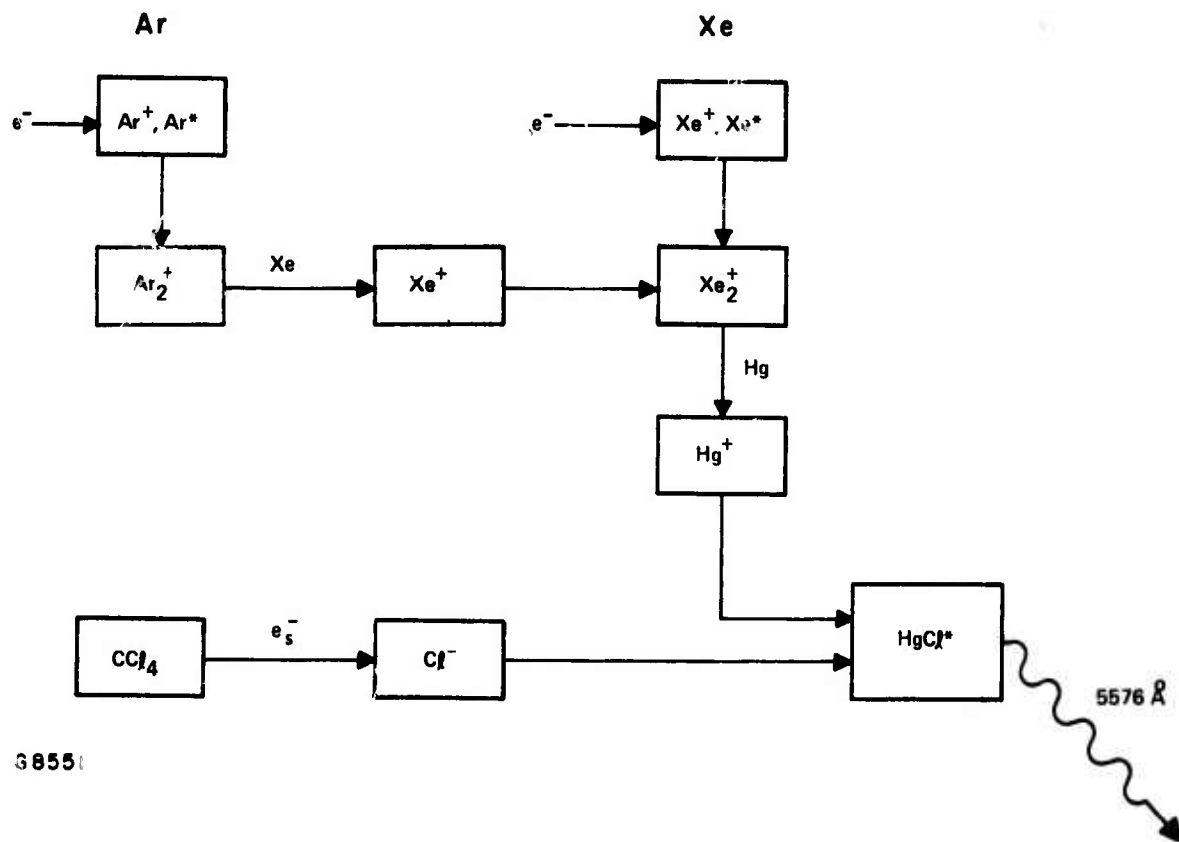 Ar Xe
e⁻ Ar⁺, Ar* e⁻ Xe⁺, Xe*
Ar₂⁺ Xe Xe⁺ Xe₂⁺
Hg
Hg⁺
CCℓ₄ eₛ⁻ Cℓ⁻ HgCℓ*
5576 Å